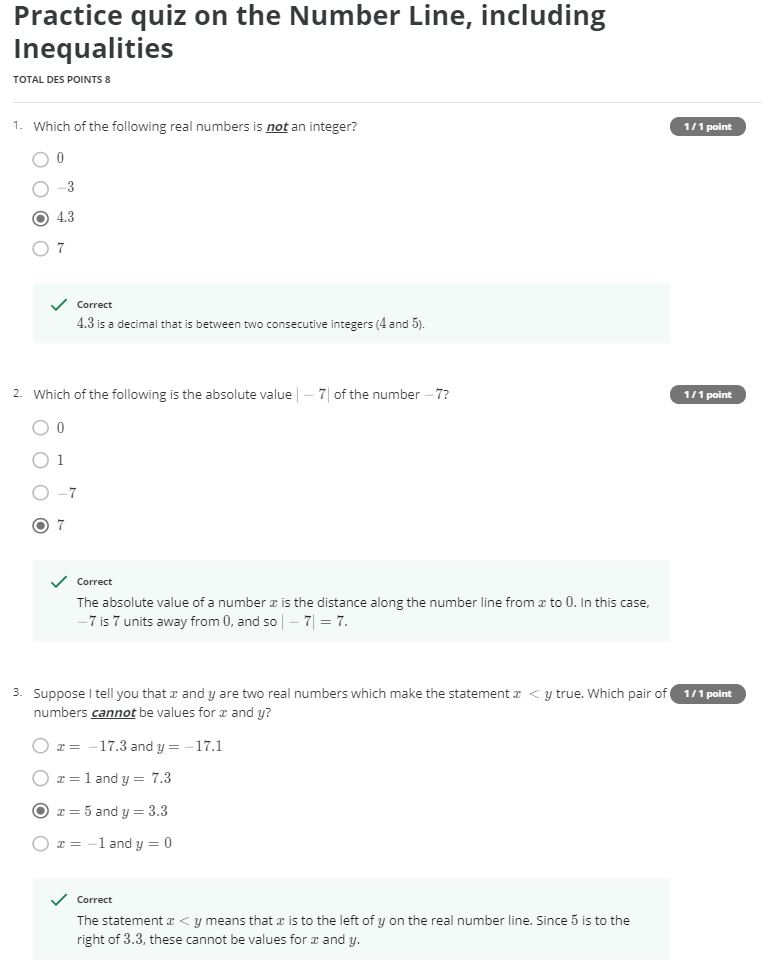 Practice quiz on the Number Line, including
Inequalities
TOTAL DES POINTS 8
1. Which of the following real numbers is not an integer?
1 / 1 point
0
−3
4.3
7
Correct
4.3 is a decimal that is between two consecutive integers (4 and 5).
2. Which of the following is the absolute value | − 7| of the number −7?
1 / 1 point
0
1
−7
7
Correct
The absolute value of a number x is the distance along the number line from x to 0. In this case,
−7 is 7 units away from 0, and so | − 7| = 7.
3. Suppose I tell you that x and y are two real numbers which make the statement x < y true. Which pair of
1 / 1 point
numbers cannot be values for x and y?
x = −17.3 and y = −17.1
x = 1 and y = 7.3
x = 5 and y = 3.3
x = −1 and y = 0
Correct
The statement x < y means that x is to the left of y on the real number line. Since 5 is to the
right of 3.3, these cannot be values for x and y.